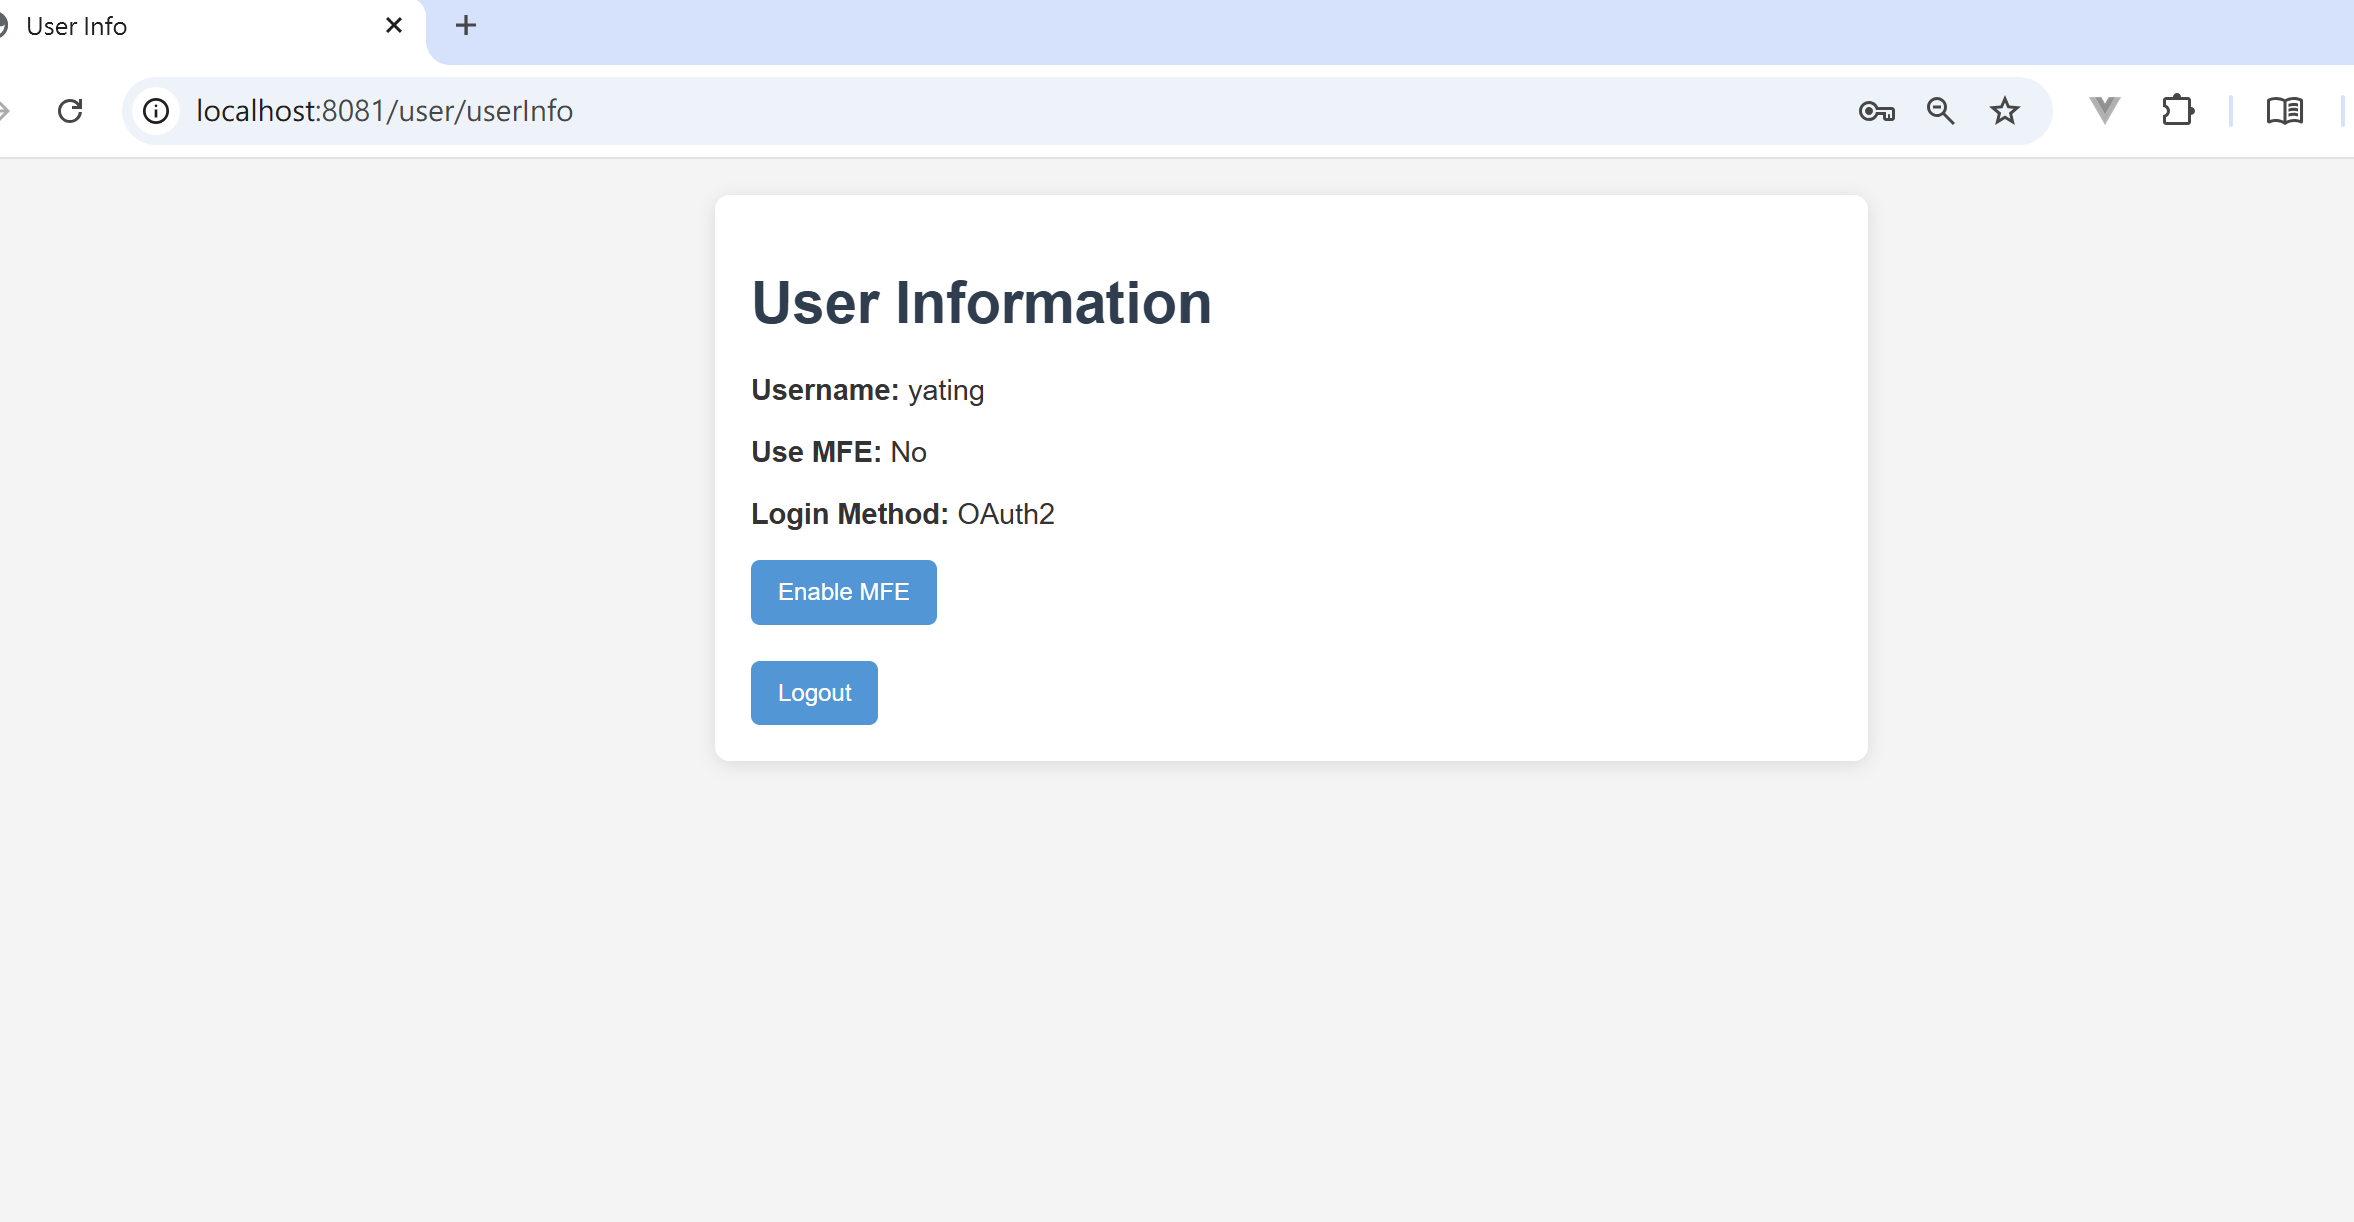 User Info
localhost:8081/user/userInfo
User Information
Username: yating
Use MFE: No
Login Method: OAuth2
Enable MFE
Logout